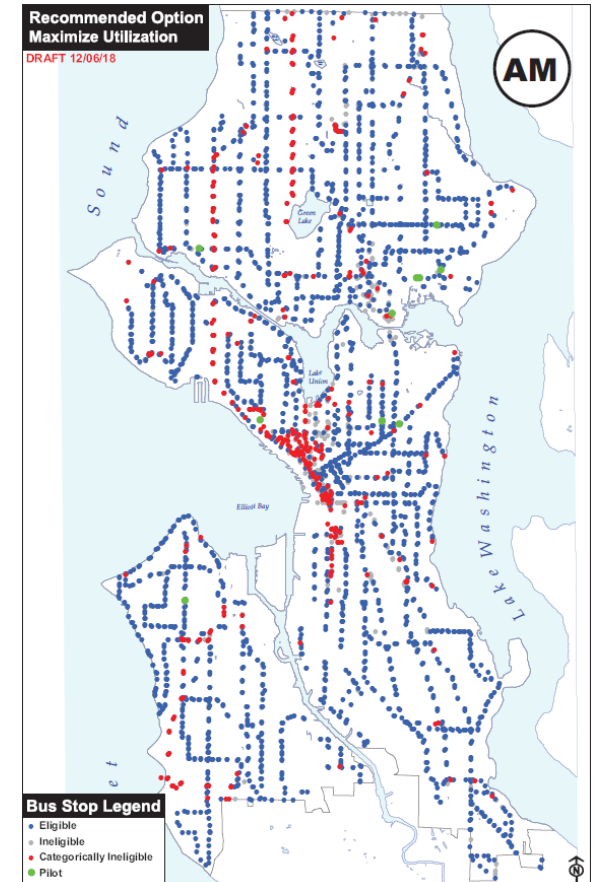 Recommended Option
Maximize Utilization
DRAFT 12/06/18
AM
Sound
Green
Lake
Lake
Union
Elliott Bay
Lake Washington
et
Bus Stop Legend
Eligible
Ineligible
Categorically Ineligible
Pilot
N